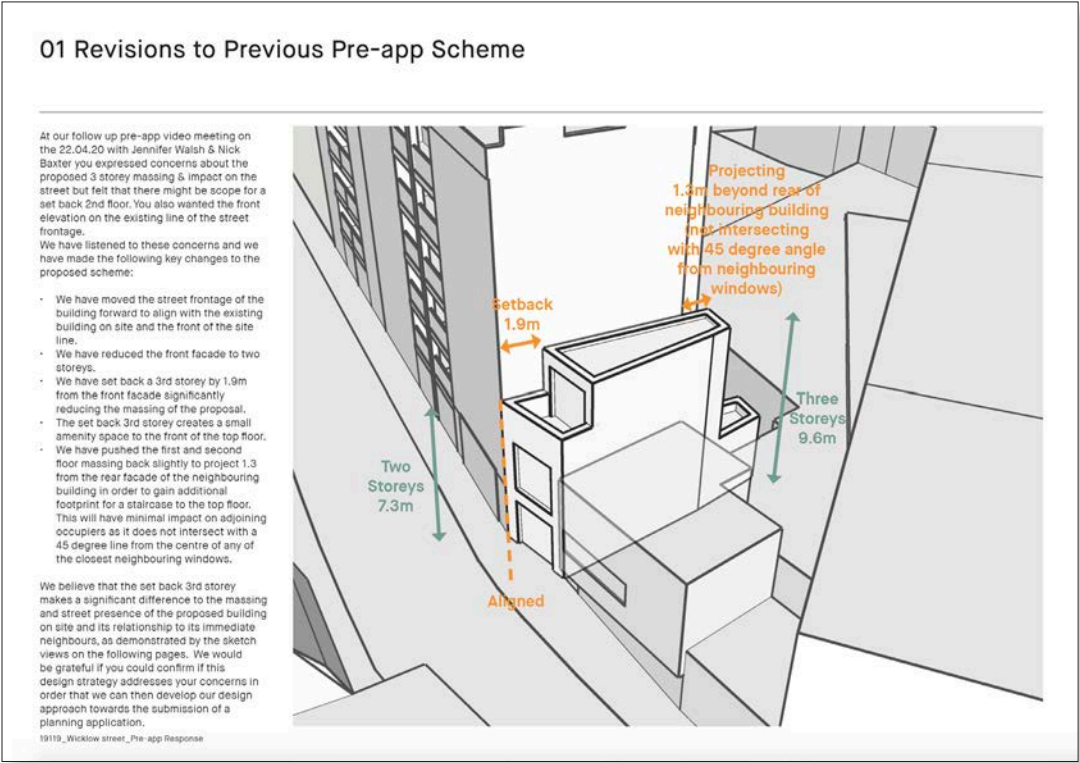 01 Revisions to Previous Pre-app Scheme
At our follow up pre-app video meeting on
the 22.04.20 with Jennifer Walsh & Nick
Baxter you expressed concerns about the
proposed 3 storey massing & impact on the
street but felt that there might be scope for a
set back 2nd floor. You also wanted the front
elevation on the existing line of the street
frontage.
We have listened to these concerns and we
have made the following key changes to the
proposed scheme:
· We have moved the street frontage of the
building forward to align with the existing
building on site and the front of the site
line.
· We have reduced the front facade to two
storeys.
· We have set back a 3rd storey by 1.9m
from the front facade significantly
reducing the massing of the proposal.
· The set back 3rd storey creates a small
amenity space to the front of the top floor.
· We have pushed the first and second
floor massing back slightly to project 1.3
from the rear facade of the neighbouring
building in order to gain additional
footprint for a staircase to the top floor.
This will have minimal impact on adjoining
occupiers as it does not intersect with a
45 degree line from the centre of any of
the closest neighbouring windows.
We believe that the set back 3rd storey
makes a significant difference to the massing
and street presence of the proposed building
on site and its relationship to its immediate
neighbours, as demonstrated by the sketch
views on the following pages. We would
be grateful if you could confirm if this
design strategy addresses your concerns in
order that we can then develop our design
approach towards the submission of a
planning application.
19119_Wicklow street_Pre-app Response
Projecting
1.3m beyond rear of
neighbouring building
(not intersecting
with 45 degree angle
from neighbouring
windows)
Setback
1.9m
Three
Storeys
9.6m
Two
Storeys
7.3m
Aligned